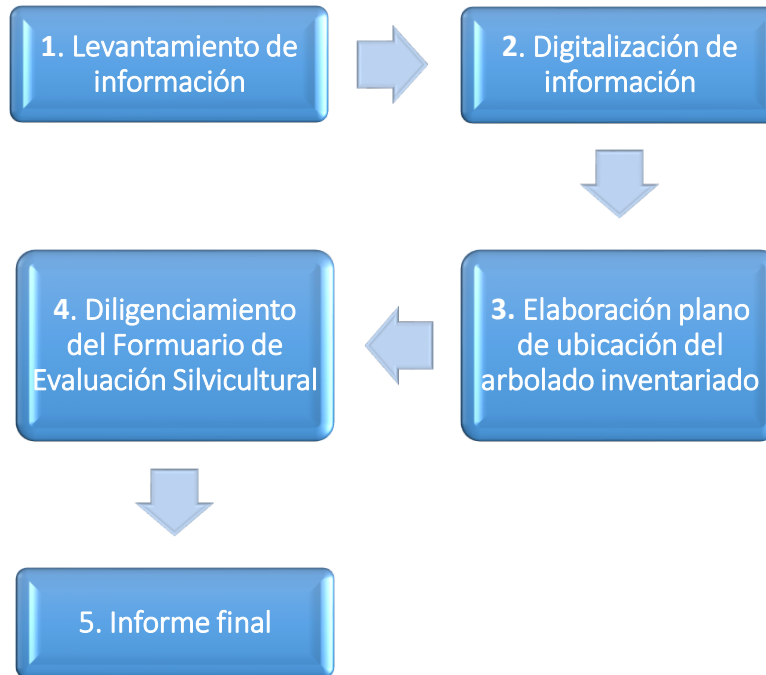 1. Levantamiento de
información
2. Digitalización de
información
3. Elaboración plano
de ubicación del
arbolado inventariado
4. Diligenciamiento
del Formuario de
Evaluación Silvicultural
5. Informe final